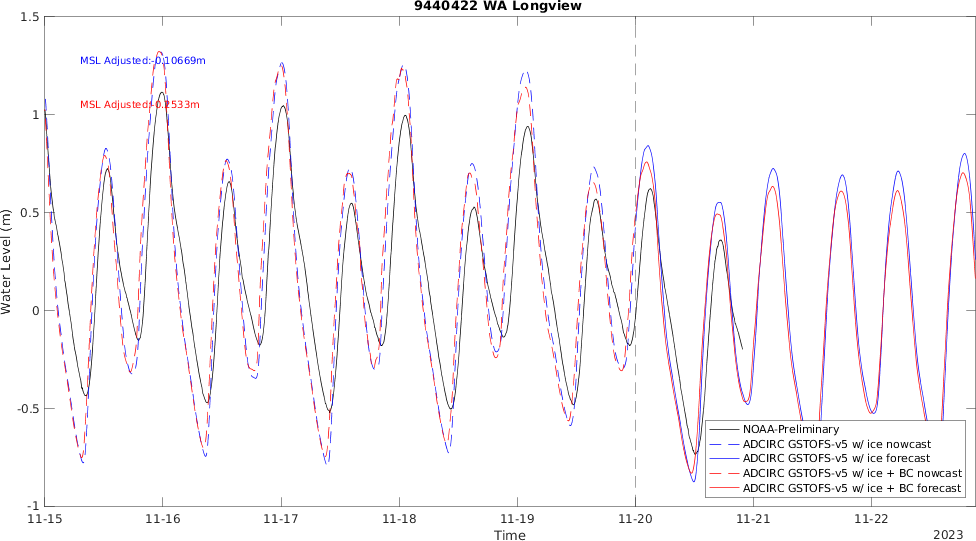 9440422 WA Longview
1.5
1
0.5
0
-0.5
-1
Water Level (m)
MSL Adjusted:-0.10669m
MSL Adjusted:-0.2533m
NOAA-Preliminary
ADCIRC GSTOFS-v5 w/ ice nowcast
ADCIRC GSTOFS-v5 w/ ice forecast
ADCIRC GSTOFS-v5 w/ ice + BC nowcast
ADCIRC GSTOFS-v5 w/ ice + BC forecast
11-15 11-16 11-17 11-18 11-19 11-20 11-21 11-22
Time
2023